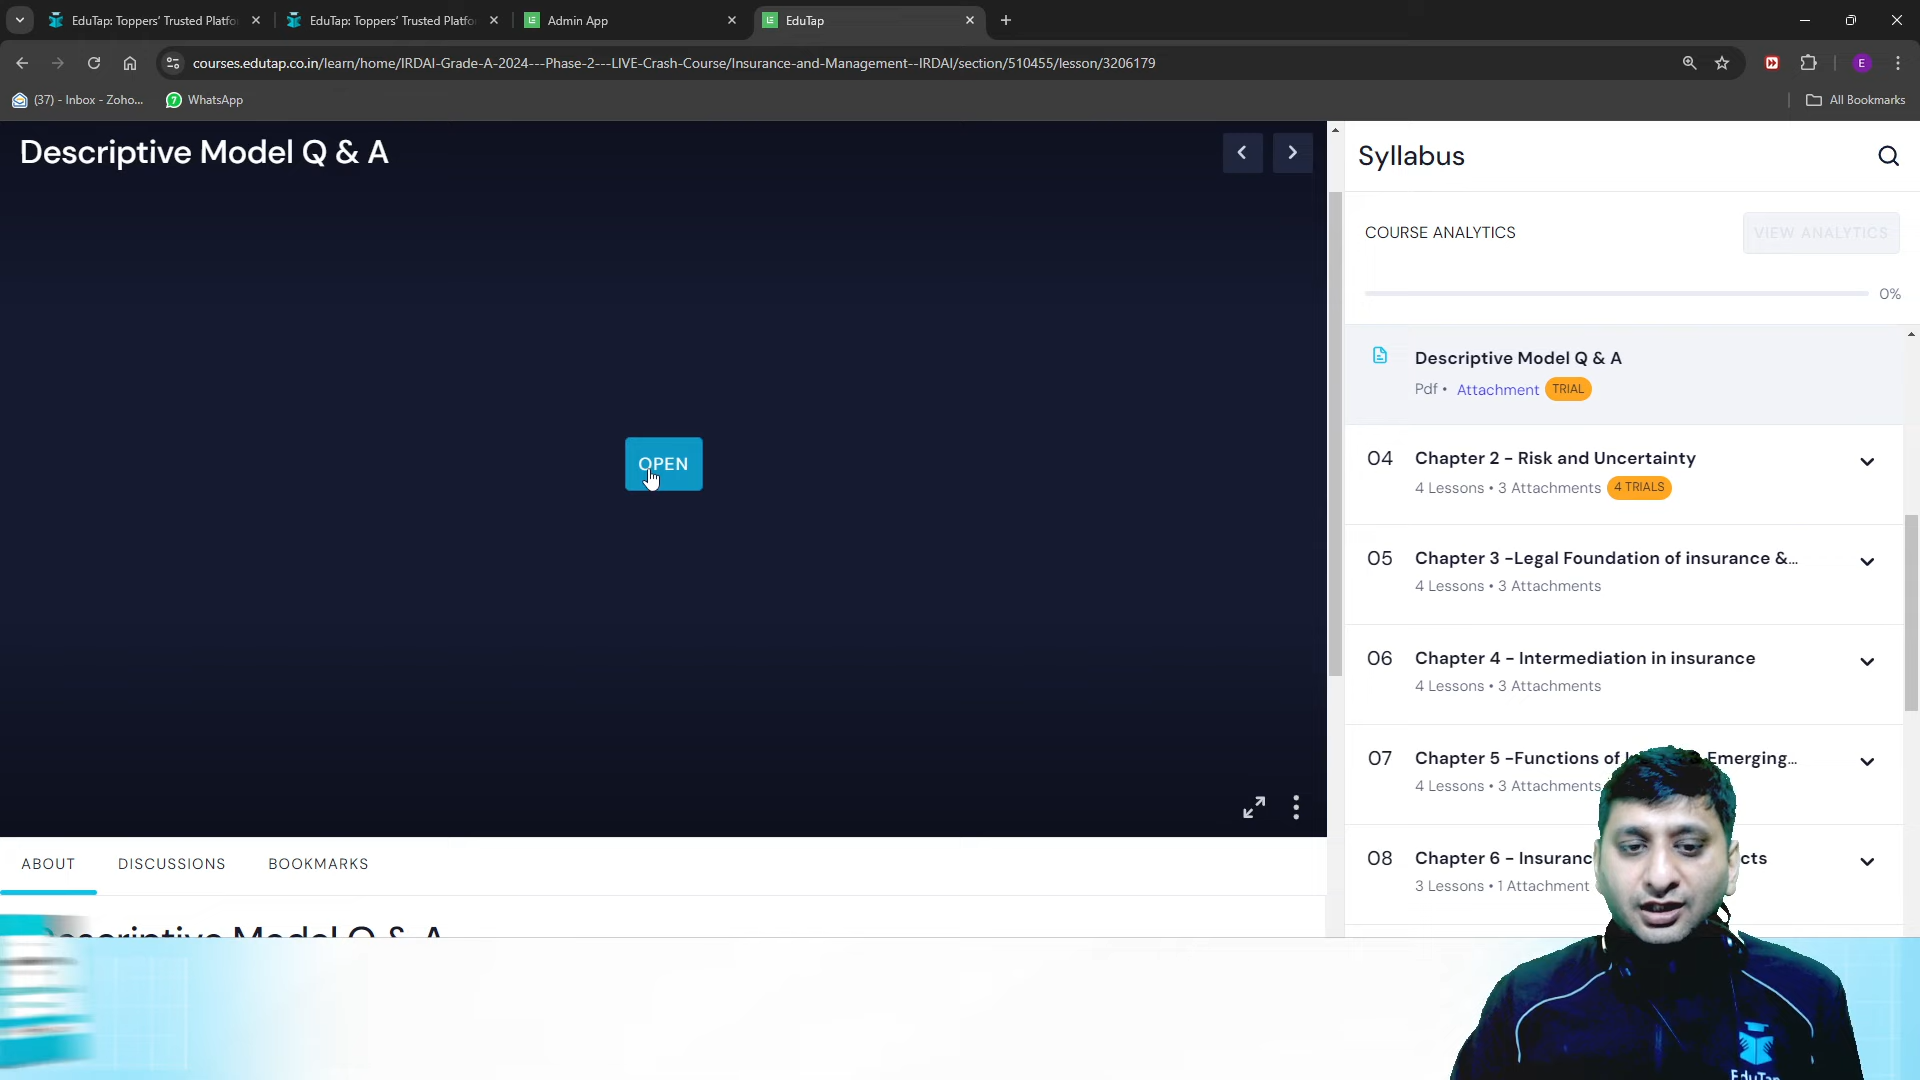 EduTap: Toppers' Trusted Platfo
EduTap: Toppers' Trusted Platfo
Admin App
EduTap
courses.edutap.co.in/learn/home/IRDAI-Grade-A-2024---Phase-2---LIVE-Crash-Course/Insurance-and-Management--IRDAI/section/510455/lesson/3206179
E
(37) - Inbox - Zoho...
WhatsApp
All Bookmarks
Descriptive Model Q & A
Syllabus
COURSE ANALYTICS
VIEW ANALYTICS
0%
Descriptive Model Q & A
Pdf • Attachment TRIAL
OPEN
04 Chapter 2 - Risk and Uncertainty
4 Lessons • 3 Attachments 4 TRIALS
05 Chapter 3 -Legal Foundation of insurance &...
4 Lessons • 3 Attachments
06 Chapter 4 - Intermediation in insurance
4 Lessons • 3 Attachments
07 Chapter 5 -Functions of Emerging...
4 Lessons • 3 Attachments
08 Chapter 6 -
3 Lessons • 1 Attachment
ABOUT
DISCUSSIONS
BOOKMARKS
Descriptive Model Q & A
EduTap